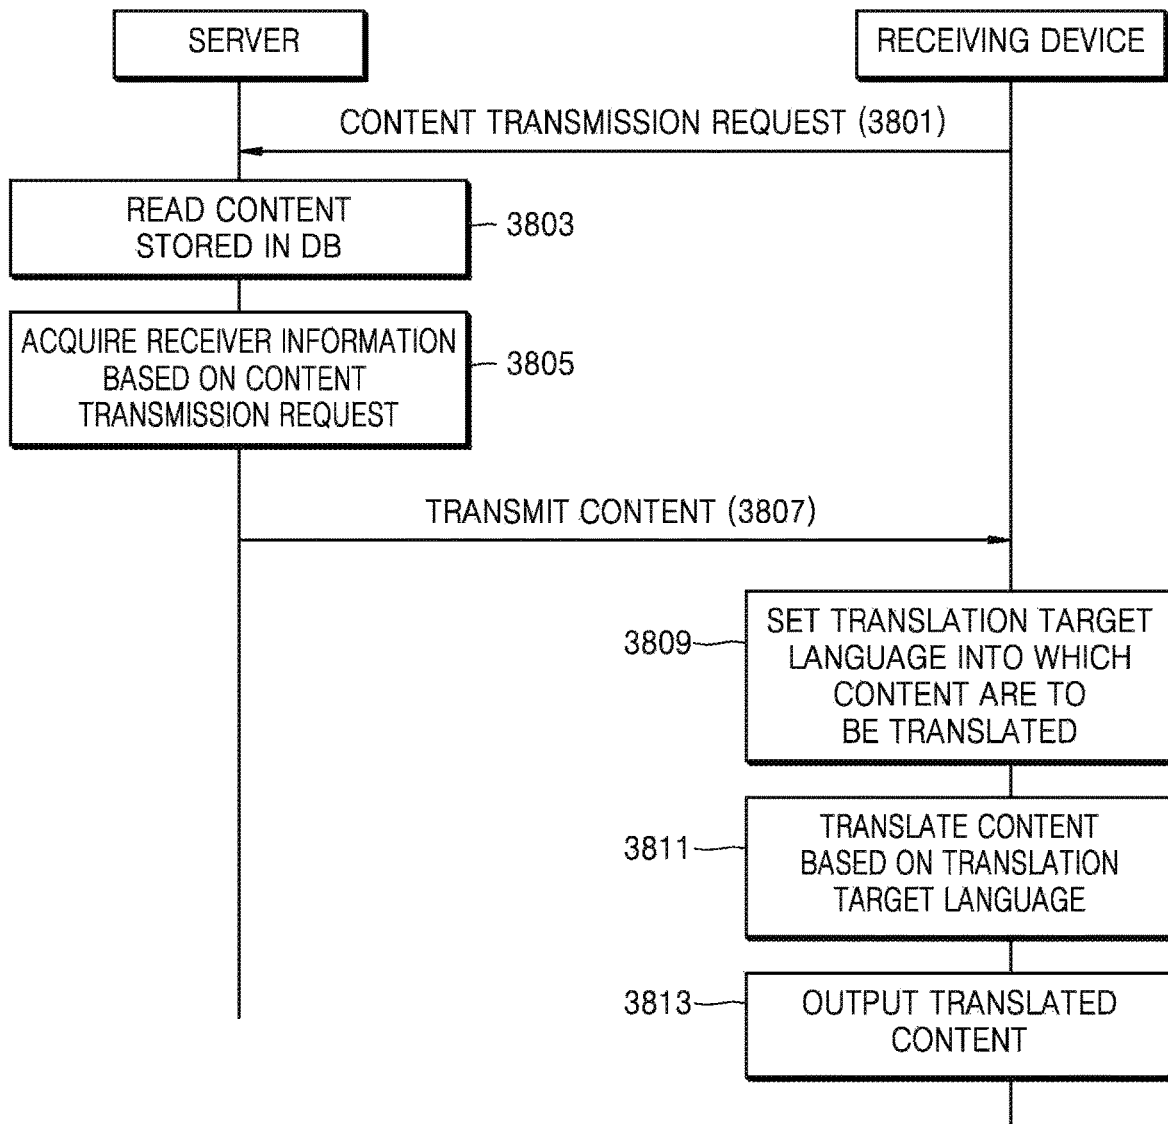 SERVER
RECEIVING DEVICE
CONTENT TRANSMISSION REQUEST (3801)
READ CONTENT
STORED IN DB
3803
ACQUIRE RECEIVER INFORMATION
BASED ON CONTENT
TRANSMISSION REQUEST
3805
TRANSMIT CONTENT (3807)
3809
SET TRANSLATION TARGET
LANGUAGE INTO WHICH
CONTENT ARE TO
BE TRANSLATED
3811
TRANSLATE CONTENT
BASED ON TRANSLATION
TARGET LANGUAGE
3813
OUTPUT TRANSLATED
CONTENT